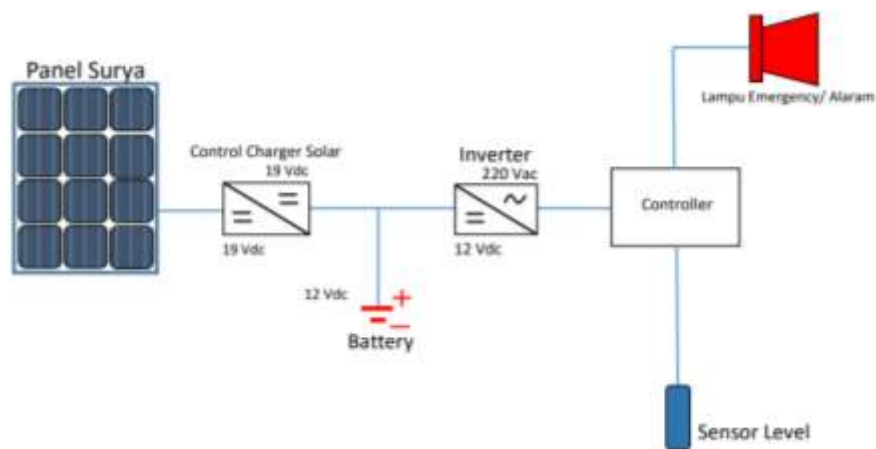 Panel Surya
Control Charger Solar
19 Vdc
19 Vdc
12 Vdc
Battery
Inverter
220 Vac
12 Vdc
Controller
Lampu Emergency/ Alaram
Sensor Level